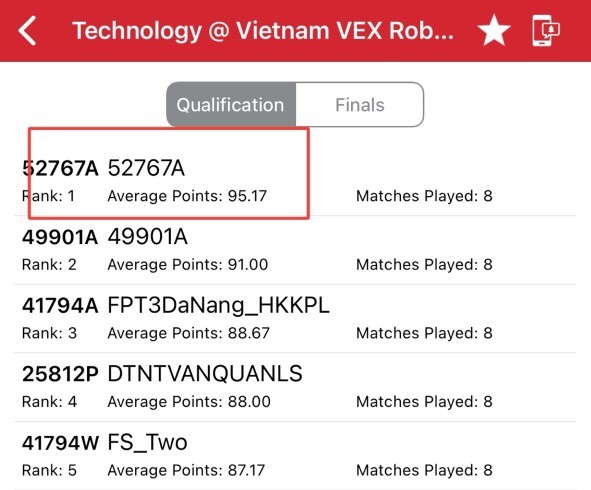 Technology @ Vietnam VEX Rob...
Qualification Finals
52767A 52767A
Rank: 1 Average Points: 95.17 Matches Played: 8
49901A 49901A
Rank: 2 Average Points: 91.00 Matches Played: 8
41794A FPT3DaNang_HKKPL
Rank: 3 Average Points: 88.67 Matches Played: 8
25812P DTNTVANQUANLS
Rank: 4 Average Points: 88.00 Matches Played: 8
41794W FS_Two
Rank: 5 Average Points: 87.17 Matches Played: 8